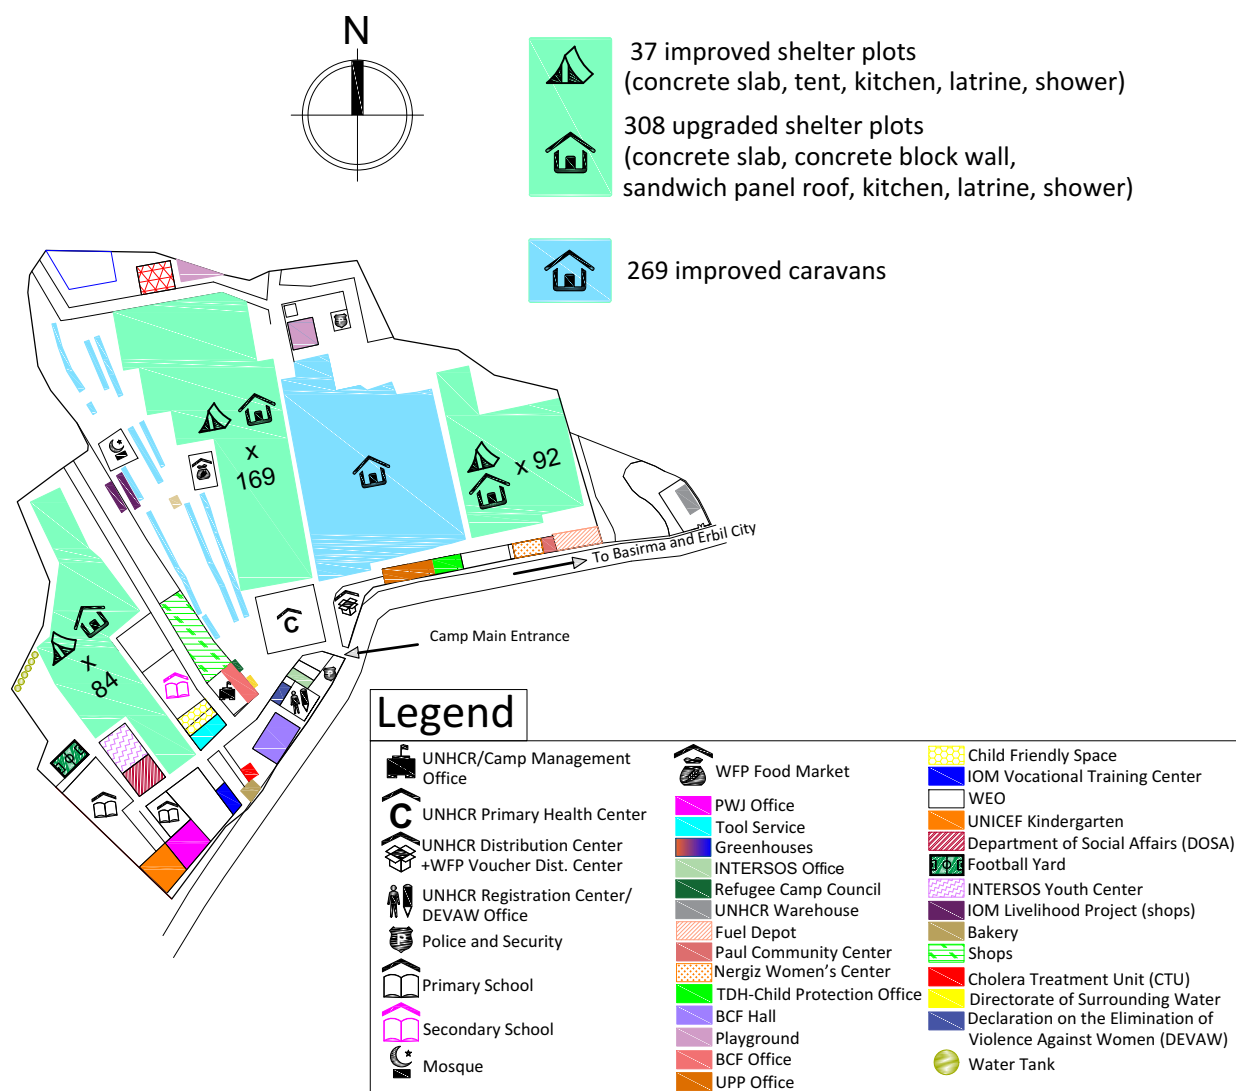 N
37 improved shelter plots
(concrete slab, tent, kitchen, latrine, shower)
308 upgraded shelter plots
(concrete slab, concrete block wall,
sandwich panel roof, kitchen, latrine, shower)
269 improved caravans
x
169
x 92
To Basirma and Erbil City
C
Camp Main Entrance
x
84
Legend
UNHCR/Camp Management
Office
C
UNHCR Primary Health Center
UNHCR Distribution Center
+WFP Voucher Dist. Center
UNHCR Registration Center/
DEVAW Office
Police and Security
Primary School
Secondary School
Mosque
WFP Food Market
PWJ Office
Tool Service
Greenhouses
INTERSOS Office
Refugee Camp Council
UNHCR Warehouse
Fuel Depot
Paul Community Center
Nergiz Women's Center
TDH-Child Protection Office
BCF Hall
Playground
BCF Office
UPP Office
Child Friendly Space
IOM Vocational Training Center
WEO
UNICEF Kindergarten
Department of Social Affairs (DOSA)
Football Yard
INTERSOS Youth Center
IOM Livelihood Project (shops)
Bakery
Shops
Cholera Treatment Unit (CTU)
Directorate of Surrounding Water
Declaration on the Elimination of
Violence Against Women (DEVAW)
Water Tank